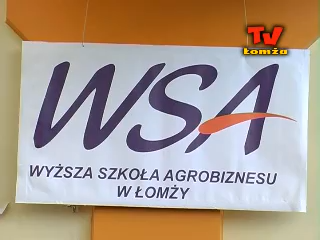 TV
Łomża
WSA
WYŻSZA SZKOŁA AGROBIZNESU
W ŁOMŻY